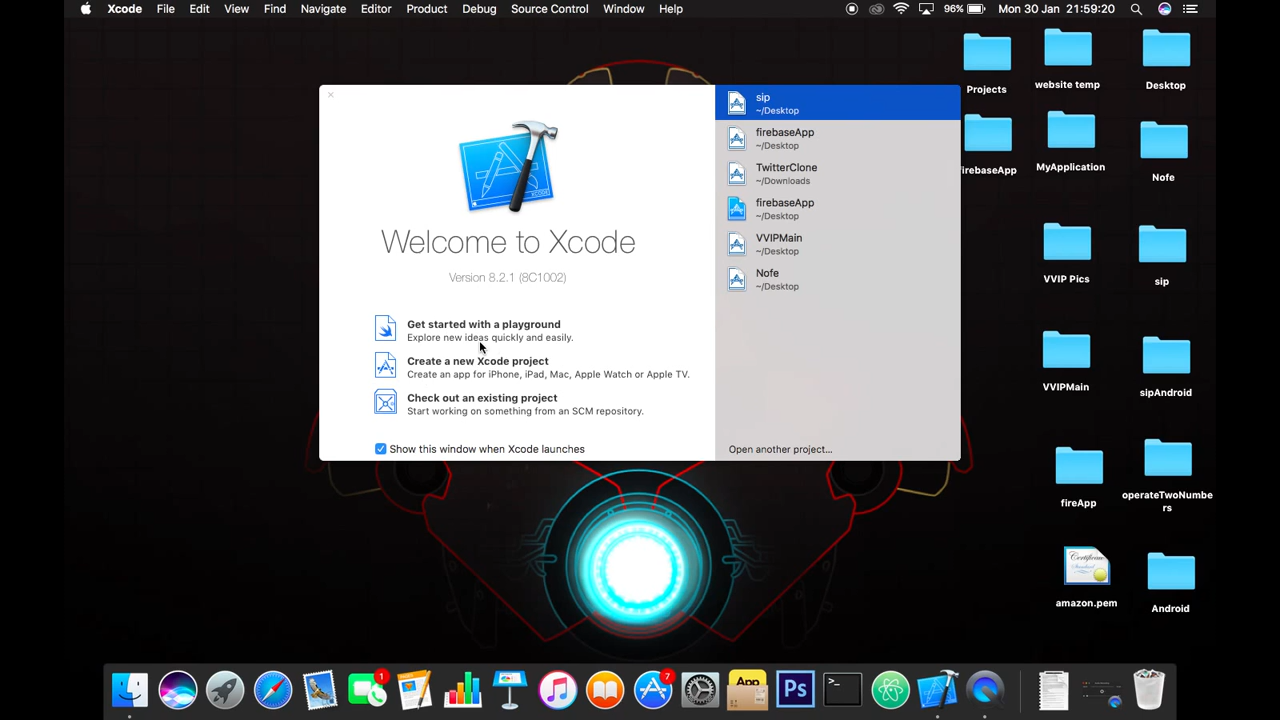 Xcode File Edit View Find Navigate Editor Product Debug Source Control Window Help 96% Mon 30 Jan 21:59:20
Welcome to Xcode
Version 8.2.1 (8C1002)
Get started with a playground
Explore new ideas quickly and easily.
Create a new Xcode project
Create an app for iPhone, iPad, Mac, Apple Watch or Apple TV.
Check out an existing project
Start working on something from an SCM repository.
Show this window when Xcode launches
sip
~/Desktop
firebaseApp
~/Desktop
TwitterClone
~/Downloads
firebaseApp
~/Desktop
VVIPMain
~/Desktop
Nofe
~/Desktop
Open another project...
Projects
website temp
Desktop
firebaseApp
MyApplication
Nofe
VVIP Pics
sip
VVIPMain
sipAndroid
fireApp
operateTwoNumbe
rs
amazon.pem
Android
1
7
App
Ps
>_